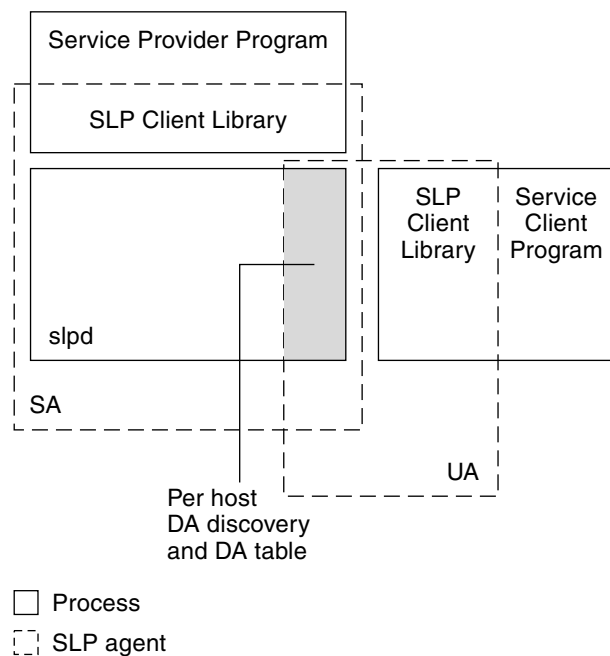 Service Provider Program
SLP Client Library
SLP
Client
Library
Service
Client
Program
slpd
SA
UA
Per host
DA discovery
and DA table
Process
SLP agent